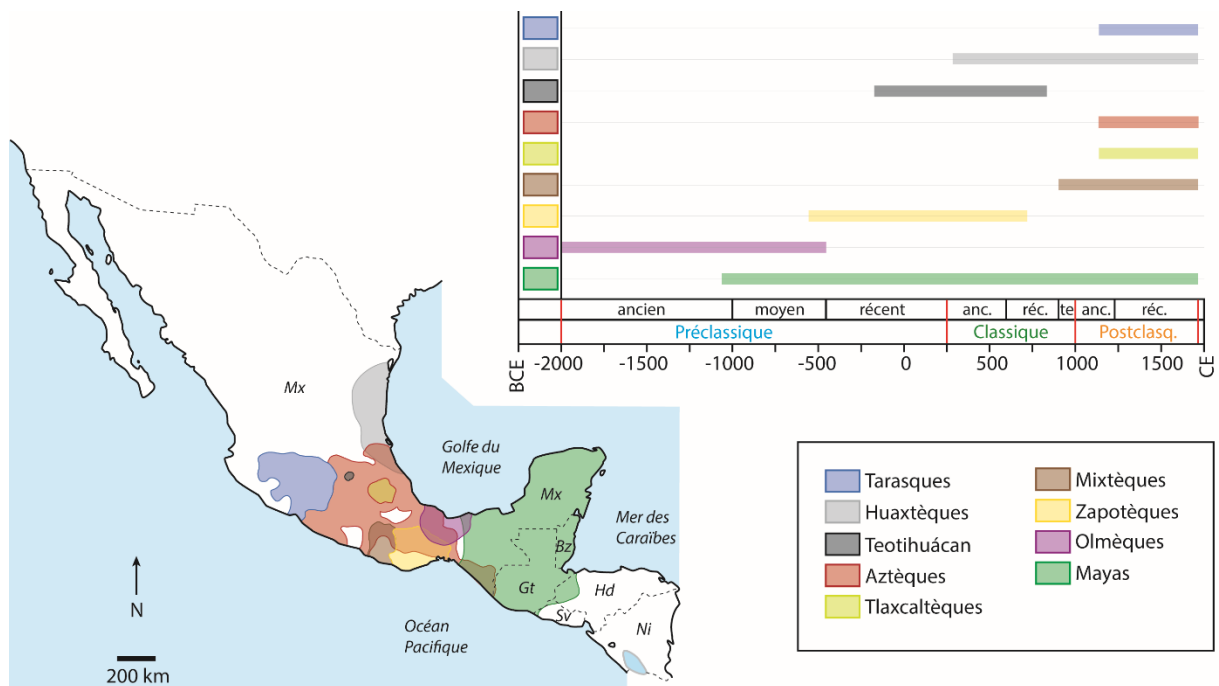 ancien moyen récent anc. réc. te anc. réc.
Préclassique Classique Postclasq.
BCE -2000 -1500 -1000 -500 0 500 1000 1500 CE
Mx
Golfe du
Mexique
Mx
Mer des
Caraïbes
Bz
Gt
Hd
Sv
Ni
Océan
Pacifique
N
200 km
Tarasques
Huaxtèques
Teotihuácan
Aztèques
Tlaxcaltèques
Mixtèques
Zapotèques
Olmèques
Mayas